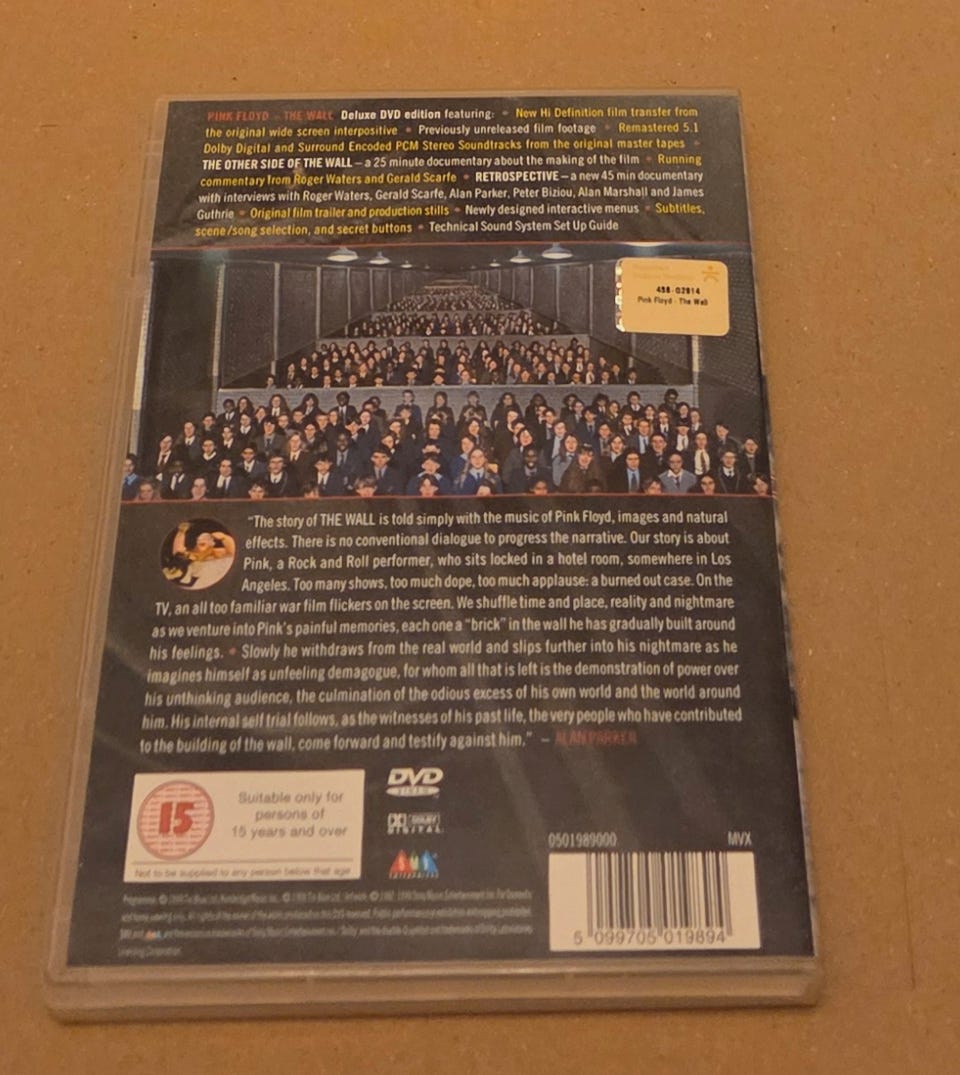 PINK FLOYD - THE WALL Deluxe DVD edition featuring: • New Hi Definition film transfer from
the original wide screen interpositive • Previously unreleased film footage • Remastered 5.1
Dolby Digital and Surround Encoded PCM Stereo Soundtracks from the original master tapes •
THE OTHER SIDE OF THE WALL – a 25 minute documentary about the making of the film • Running
commentary from Roger Waters and Gerald Scarfe • RETROSPECTIVE – a new 45 min documentary
with interviews with Roger Waters, Gerald Scarfe, Alan Parker, Peter Biziou, Alan Marshall and James
Guthrie • Original film trailer and production stills • Newly designed interactive menus • Subtitles,
scene/song selection, and secret buttons • Technical Sound System Set Up Guide
456-02914
Pink Floyd - The Wall
"The story of THE WALL is told simply with the music of Pink Floyd, images and natural
effects. There is no conventional dialogue to progress the narrative. Our story is about
Pink, a Rock and Roll performer, who sits locked in a hotel room, somewhere in Los
Angeles. Too many shows, too much dope, too much applause: a burned out case. On the
TV, an all too familiar war film flickers on the screen. We shuffle time and place, reality and nightmare
as we venture into Pink's painful memories, each one a "brick" in the wall he has gradually built around
his feelings. • Slowly he withdraws from the real world and slips further into his nightmare as he
imagines himself as unfeeling demagogue, for whom all that is left is the demonstration of power over
his unthinking audience, the culmination of the odious excess of his own world and the world around
him. His internal self trial follows, as the witnesses of his past life, the very people who have contributed
to the building of the wall, come forward and testify against him." – ALAN PARKER
15
Suitable only for
persons of
15 years and over
Not to be supplied to any person below that age
DVD
VIDEO
DOLBY
DIGITAL
SMV
0501989000
MVX
5 099705 019894